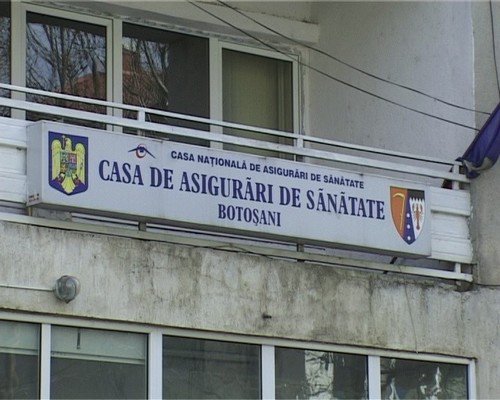 CASA NAȚIONALĂ DE ASIGURĂRI DE SĂNĂTATE
CASA DE ASIGURĂRI DE SĂNĂTATE
BOTOȘANI